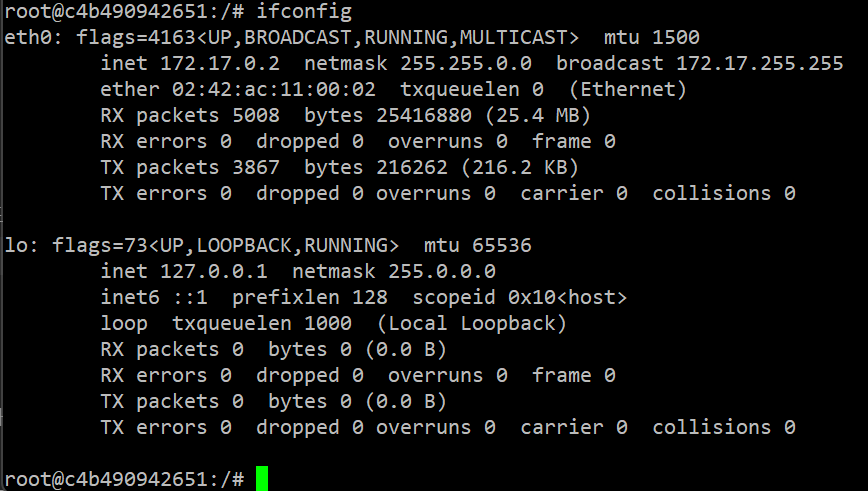 root@c4b490942651:/# ifconfig
eth0: flags=4163<UP,BROADCAST,RUNNING,MULTICAST>  mtu 1500
        inet 172.17.0.2  netmask 255.255.0.0  broadcast 172.17.255.255
        ether 02:42:ac:11:00:02  txqueuelen 0  (Ethernet)
        RX packets 5008  bytes 25416880 (25.4 MB)
        RX errors 0  dropped 0  overruns 0  frame 0
        TX packets 3867  bytes 216262 (216.2 KB)
        TX errors 0  dropped 0 overruns 0  carrier 0  collisions 0

lo: flags=73<UP,LOOPBACK,RUNNING>  mtu 65536
        inet 127.0.0.1  netmask 255.0.0.0
        inet6 ::1  prefixlen 128  scopeid 0x10<host>
        loop  txqueuelen 1000  (Local Loopback)
        RX packets 0  bytes 0 (0.0 B)
        RX errors 0  dropped 0  overruns 0  frame 0
        TX packets 0  bytes 0 (0.0 B)
        TX errors 0  dropped 0 overruns 0  carrier 0  collisions 0

root@c4b490942651:/#